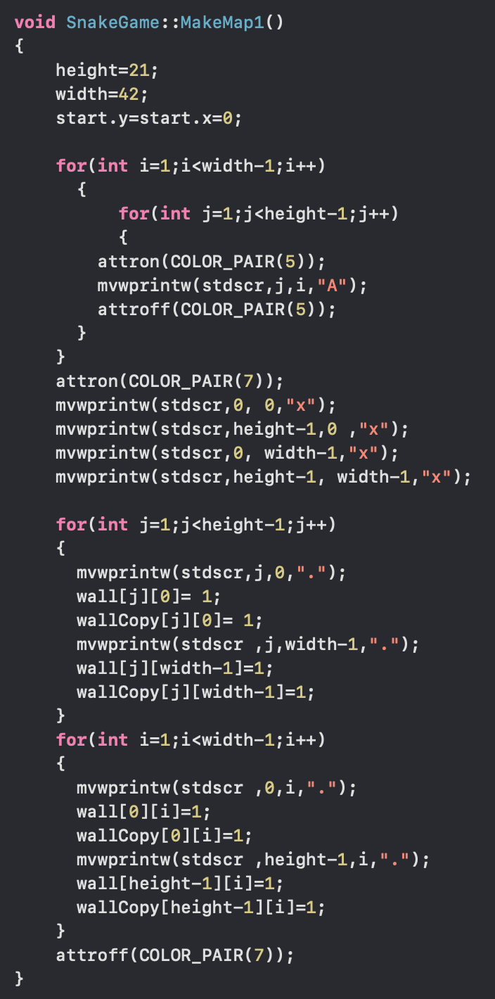 void SnakeGame::MakeMap1()
{
    height=21;
    width=42;
    start.y=start.x=0;

    for(int i=1;i<width-1;i++)
      {
          for(int j=1;j<height-1;j++)
          {
        attron(COLOR_PAIR(5));
        mvwprintw(stdscr,j,i,"A");
        attroff(COLOR_PAIR(5));
      }
    }
    attron(COLOR_PAIR(7));
    mvwprintw(stdscr,0, 0,"x");
    mvwprintw(stdscr,height-1,0 ,"x");
    mvwprintw(stdscr,0, width-1,"x");
    mvwprintw(stdscr,height-1, width-1,"x");

    for(int j=1;j<height-1;j++)
    {
      mvwprintw(stdscr,j,0,".");
      wall[j][0]= 1;
      wallCopy[j][0]= 1;
      mvwprintw(stdscr ,j,width-1,".");
      wall[j][width-1]=1;
      wallCopy[j][width-1]=1;
    }
    for(int i=1;i<width-1;i++)
    {
      mvwprintw(stdscr ,0,i,".");
      wall[0][i]=1;
      wallCopy[0][i]=1;
      mvwprintw(stdscr ,height-1,i,".");
      wall[height-1][i]=1;
      wallCopy[height-1][i]=1;
    }
    attroff(COLOR_PAIR(7));
}